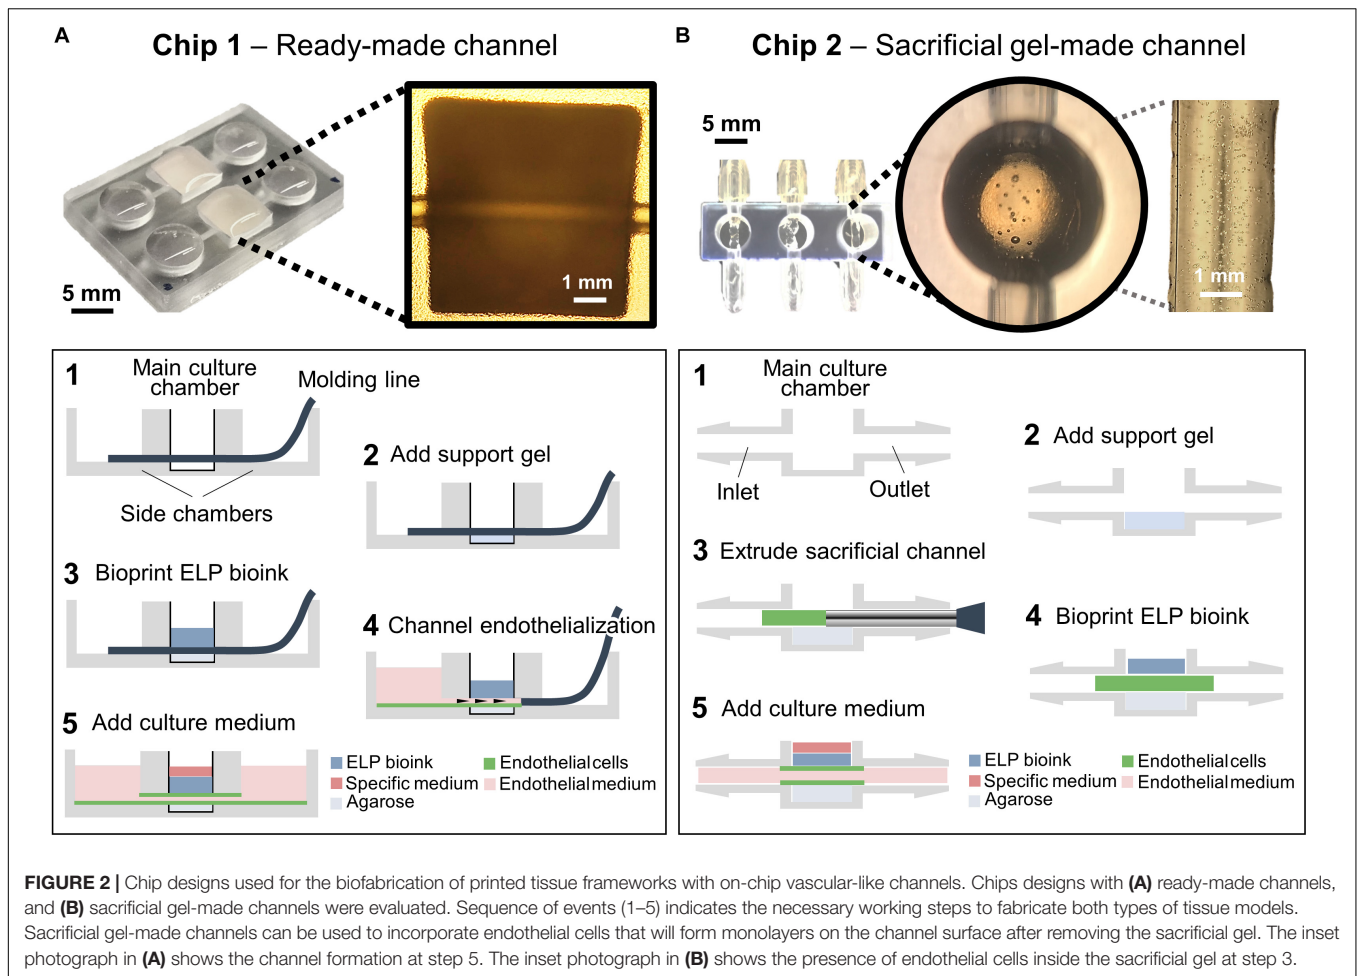 A
Chip 1 – Ready-made channel
5 mm
1 mm
1
Main culture
chamber
Molding line
Side chambers
2 Add support gel
3 Bioprint ELP bioink
4 Channel endothelialization
5 Add culture medium
ELP bioink
Specific medium
Agarose
Endothelial cells
Endothelial medium
B
Chip 2 – Sacrificial gel-made channel
5 mm
1 mm
1
Main culture
chamber
Inlet
Outlet
2 Add support gel
3 Extrude sacrificial channel
4 Bioprint ELP bioink
5 Add culture medium
ELP bioink
Specific medium
Agarose
Endothelial cells
Endothelial medium
FIGURE 2 | Chip designs used for the biofabrication of printed tissue frameworks with on-chip vascular-like channels. Chips designs with (A) ready-made channels,
and (B) sacrificial gel-made channels were evaluated. Sequence of events (1–5) indicates the necessary working steps to fabricate both types of tissue models.
Sacrificial gel-made channels can be used to incorporate endothelial cells that will form monolayers on the channel surface after removing the sacrificial gel. The inset
photograph in (A) shows the channel formation at step 5. The inset photograph in (B) shows the presence of endothelial cells inside the sacrificial gel at step 3.